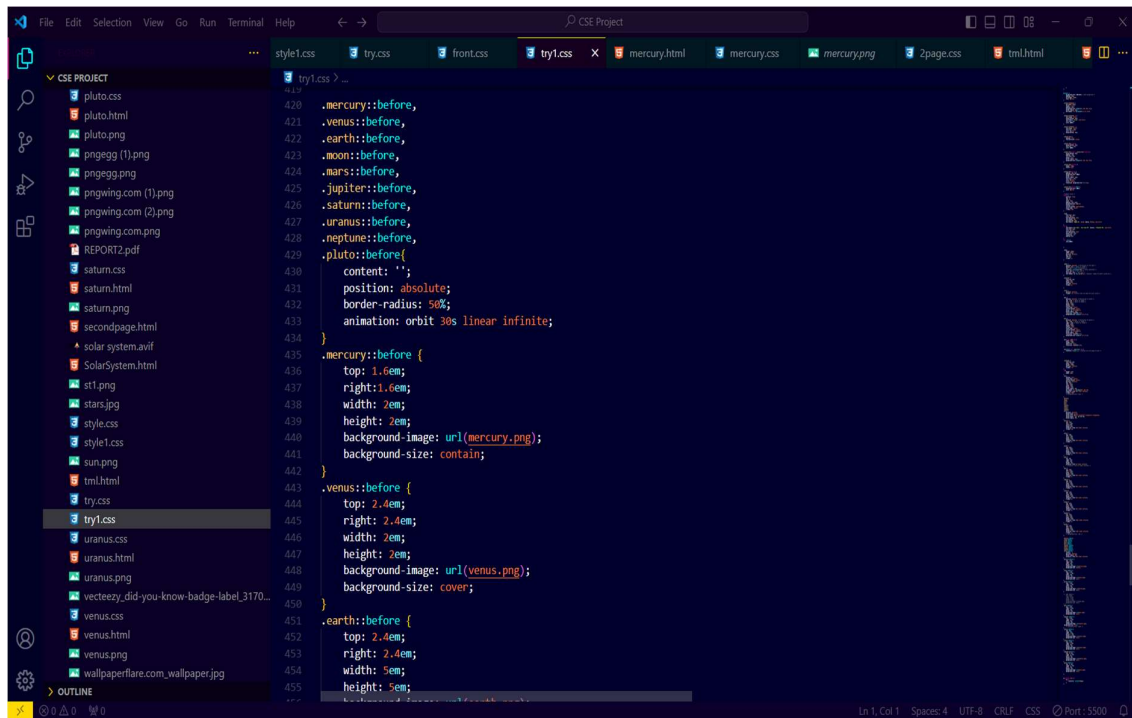 File Edit Selection View Go Run Terminal Help
CSE Project
style1.css try.css front.css try1.css mercury.html mercury.css mercury.png 2page.css tml.html
CSE PROJECT
pluto.css
pluto.html
pluto.png
pngegg (1).png
pngegg.png
pngwing.com (1).png
pngwing.com (2).png
pngwing.com.png
REPORT2.pdf
saturn.css
saturn.html
saturn.png
secondpage.html
solar system.avif
SolarSystem.html
st1.png
stars.jpg
style.css
style1.css
sun.png
tml.html
try.css
try1.css
uranus.css
uranus.html
uranus.png
vecteezy_did-you-know-badge-label_3170...
venus.css
venus.html
venus.png
wallpaperflare.com_wallpaper.jpg
OUTLINE
try1.css > ...
419
420 .mercury::before,
421 .venus::before,
422 .earth::before,
423 .moon::before,
424 .mars::before,
425 .jupiter::before,
426 .saturn::before,
427 .uranus::before,
428 .neptune::before,
429 .pluto::before{
430 content: '';
431 position: absolute;
432 border-radius: 50%;
433 animation: orbit 30s linear infinite;
434 }
435 .mercury::before {
436 top: 1.6em;
437 right:1.6em;
438 width: 2em;
439 height: 2em;
440 background-image: url(mercury.png);
441 background-size: contain;
442 }
443 .venus::before {
444 top: 2.4em;
445 right: 2.4em;
446 width: 2em;
447 height: 2em;
448 background-image: url(venus.png);
449 background-size: cover;
450 }
451 .earth::before {
452 top: 2.4em;
453 right: 2.4em;
454 width: 5em;
455 height: 5em;
456 background-image: url(earth.png);
0 0 0 Ln 1, Col 1 Spaces: 4 UTF-8 CRLF CSS Port : 5500